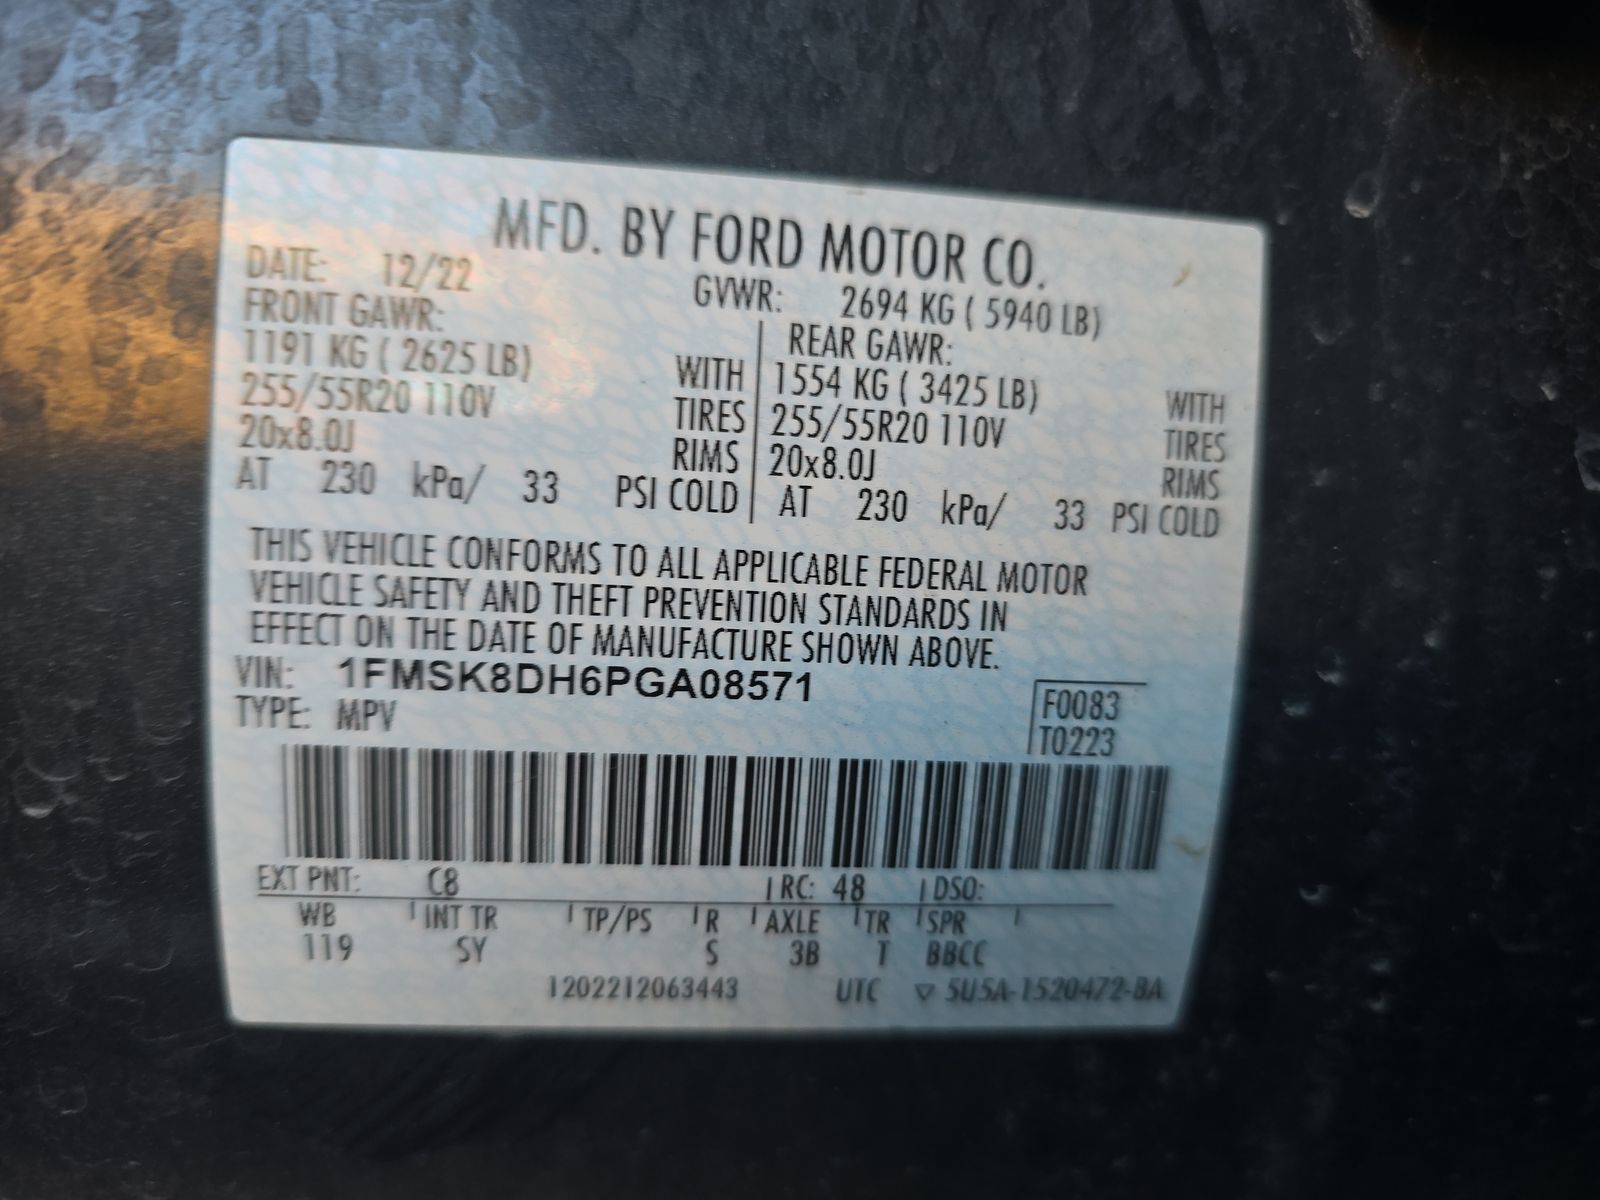 MFD. BY FORD MOTOR CO.
DATE: 12/22 GVWR: 2694 KG ( 5940 LB)
FRONT GAWR: REAR GAWR:
1191 KG ( 2625 LB) WITH 1554 KG ( 3425 LB) WITH
255/55R20 110V TIRES 255/55R20 110V TIRES
20x8.0J RIMS 20x8.0J RIMS
AT 230 kPa/ 33 PSI COLD AT 230 kPa/ 33 PSI COLD
THIS VEHICLE CONFORMS TO ALL APPLICABLE FEDERAL MOTOR
VEHICLE SAFETY AND THEFT PREVENTION STANDARDS IN
EFFECT ON THE DATE OF MANUFACTURE SHOWN ABOVE.
VIN: 1FMSK8DH6PGA08571
TYPE: MPV
F0083
T0223
EXT PNT: C8 RC: 48 DSO:
WB INT TR TP/PS R AXLE TR SPR
119 SY S 3B T BBCC
1202212063443 UTC ▽ 5U5A-1520472-BA